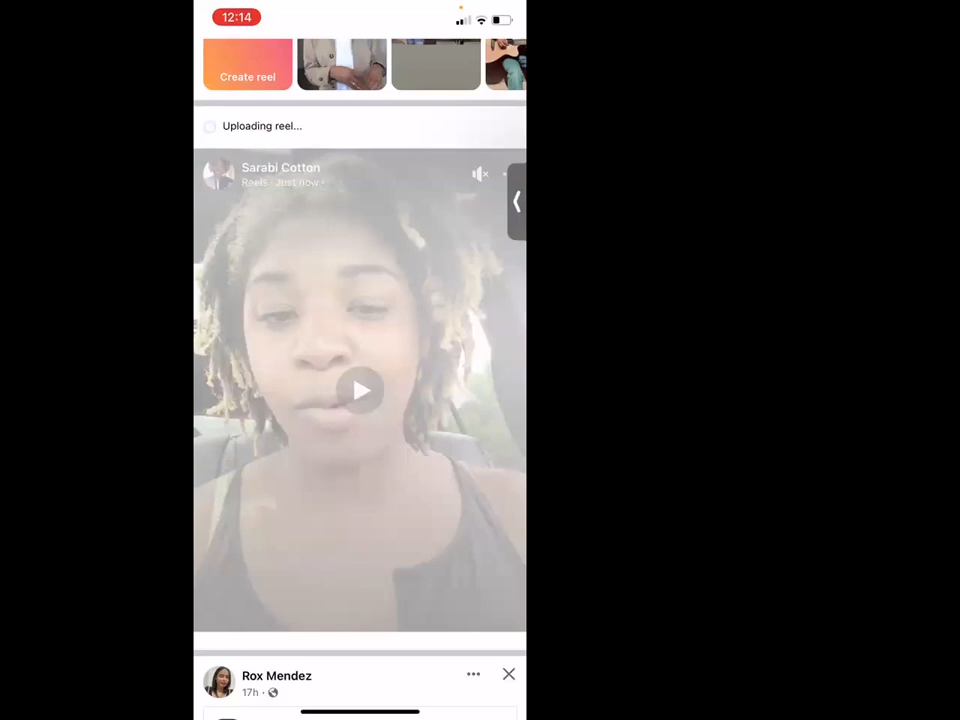 12:14
Create reel
Uploading reel...
Sarabi Cotton
Reels · Just now ·
Rox Mendez
17h ·